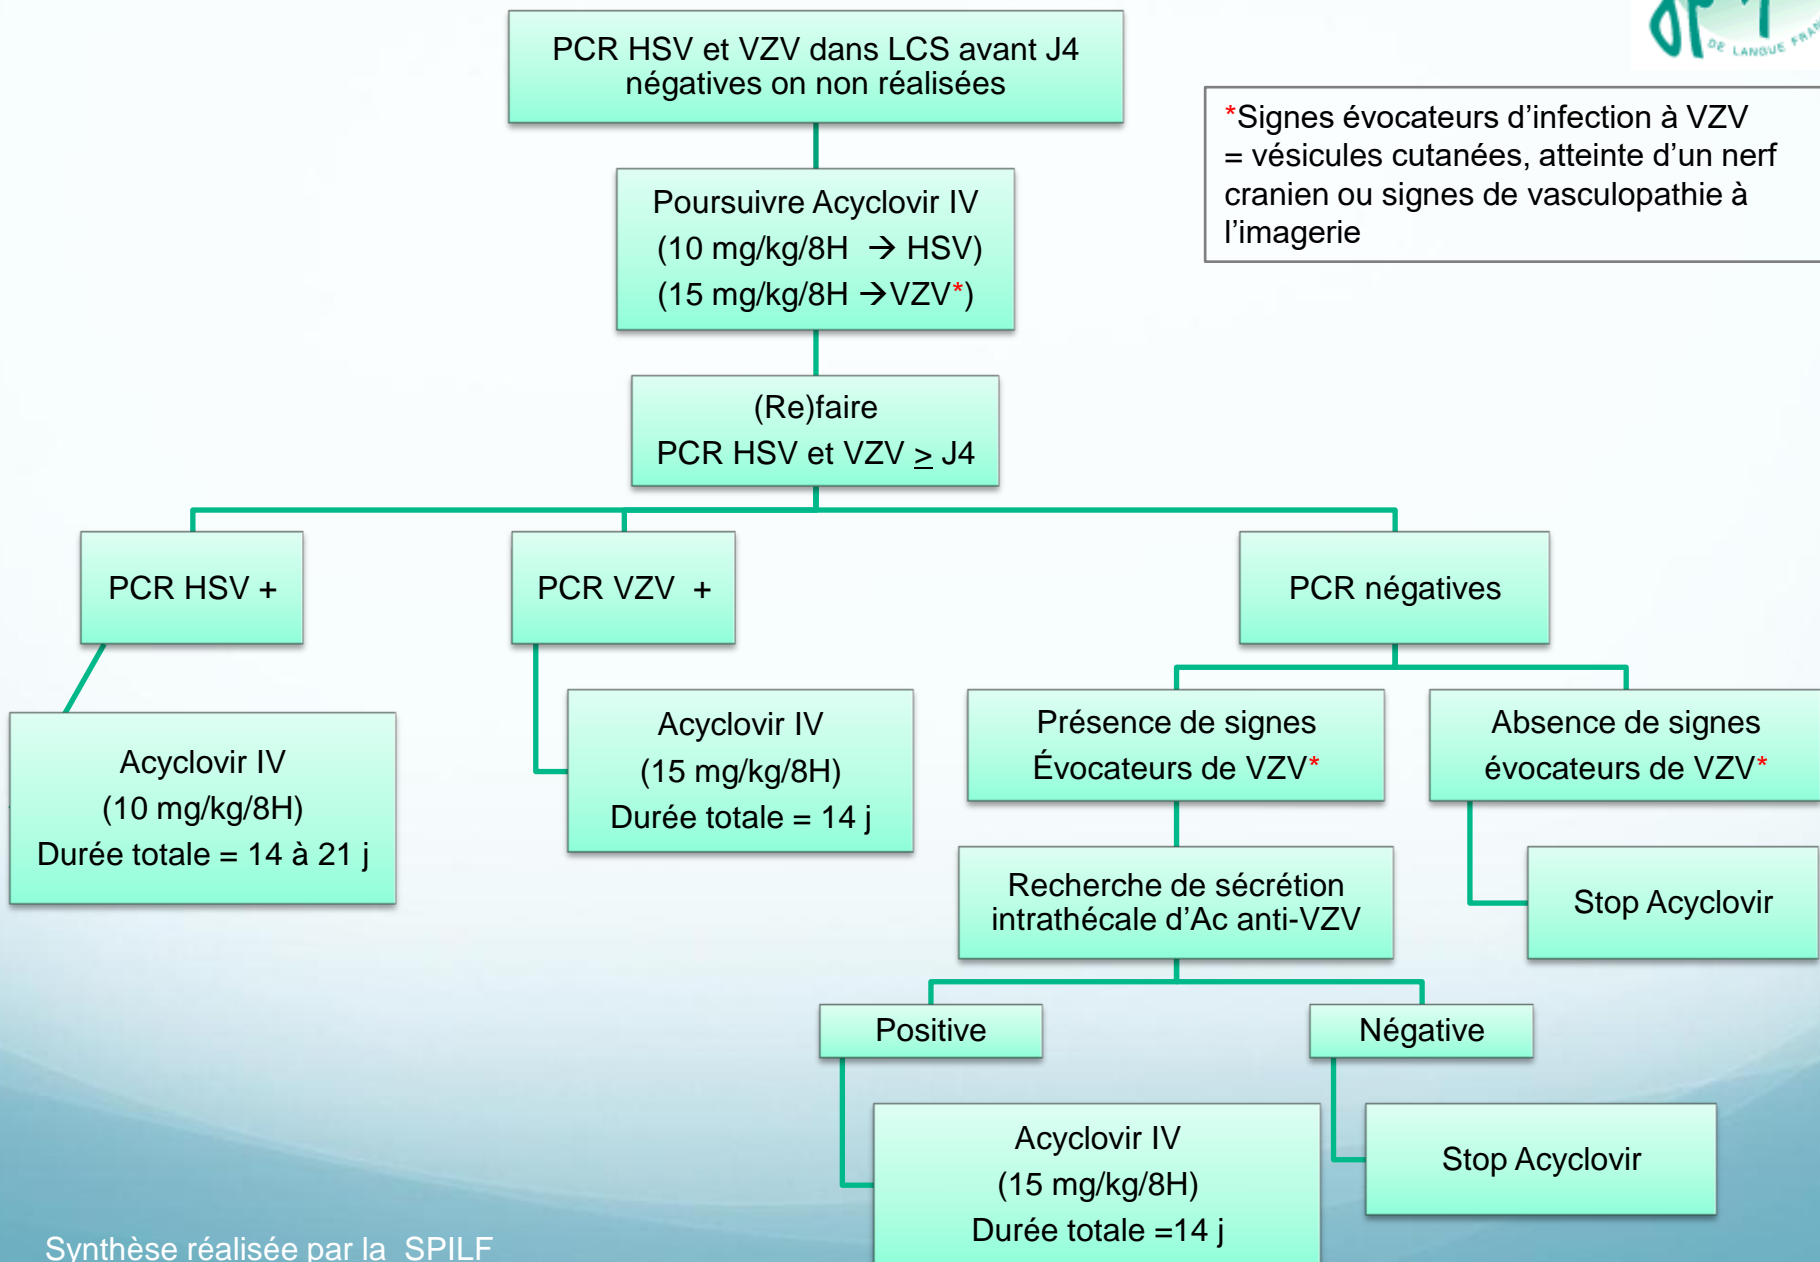 DE LANGUE FRAN
PCR HSV et VZV dans LCS avant J4
négatives on non réalisées
*Signes évocateurs d'infection à VZV
= vésicules cutanées, atteinte d'un nerf
cranien ou signes de vasculopathie à
l'imagerie
Poursuivre Acyclovir IV
(10 mg/kg/8H → HSV)
(15 mg/kg/8H →VZV*)
(Re)faire
PCR HSV et VZV ≥ J4
PCR HSV +
PCR VZV +
PCR négatives
Acyclovir IV
(10 mg/kg/8H)
Durée totale = 14 à 21 j
Acyclovir IV
(15 mg/kg/8H)
Durée totale = 14 j
Présence de signes
Évocateurs de VZV*
Absence de signes
évocateurs de VZV*
Recherche de sécrétion
intrathécale d'Ac anti-VZV
Stop Acyclovir
Positive
Négative
Acyclovir IV
(15 mg/kg/8H)
Durée totale =14 j
Stop Acyclovir
Synthèse réalisée par la SPILF